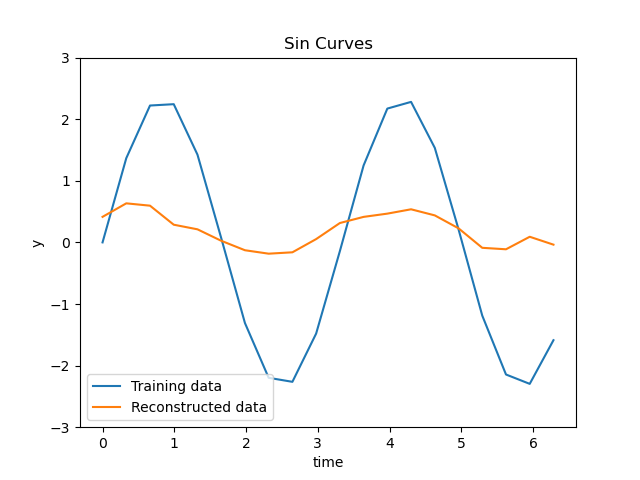 Sin Curves
3
2
1
0
−1
−2
−3
y
Training data
Reconstructed data
0 1 2 3 4 5 6
time